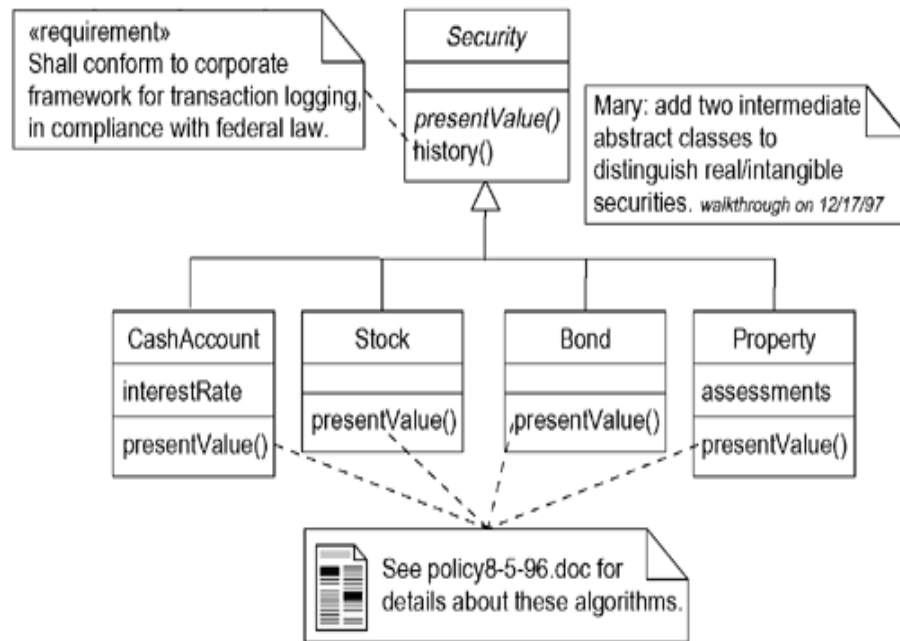 «requirement»
Shall conform to corporate
framework for transaction logging,
in compliance with federal law.
Security
presentValue()
history()
Mary: add two intermediate
abstract classes to
distinguish real/intangible
securities. walkthrough on 12/17/97
CashAccount
interestRate
presentValue()
Stock
presentValue()
Bond
presentValue()
Property
assessments
presentValue()
See policy8-5-96.doc for
details about these algorithms.